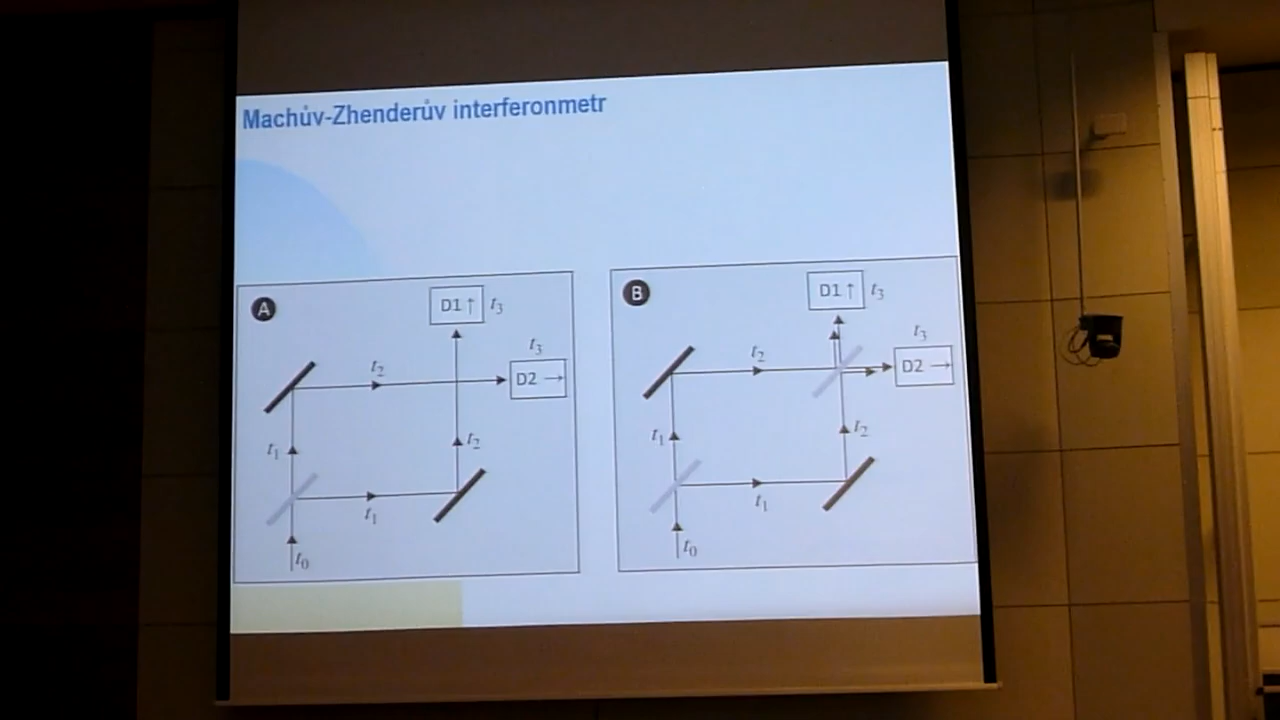 Machův-Zhenderův interferonmetr
A
D1 ↑ t₃
t₃
D2 →
t₂
t₁
t₂
t₁
t₀
B
D1 ↑ t₃
t₃
D2 →
t₂
t₁
t₂
t₁
t₀